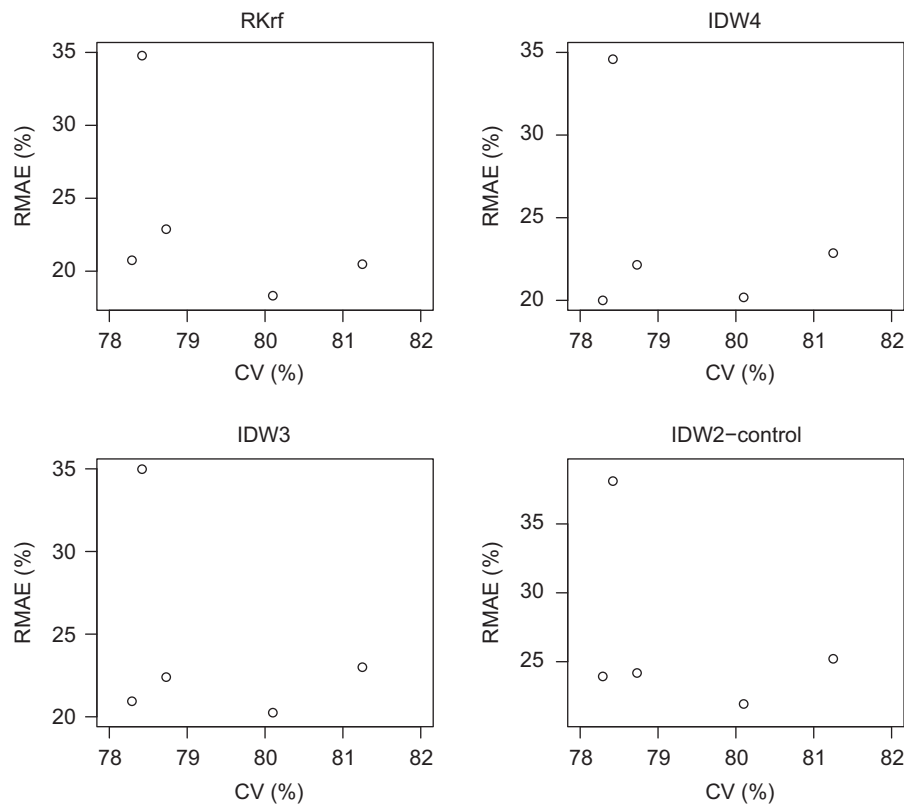 RKrf
35
30
25
20
RMAE (%)
78 79 80 81 82
CV (%)
IDW4
35
30
25
20
RMAE (%)
78 79 80 81 82
CV (%)
IDW3
35
30
25
20
RMAE (%)
78 79 80 81 82
CV (%)
IDW2−control
35
30
25
RMAE (%)
78 79 80 81 82
CV (%)